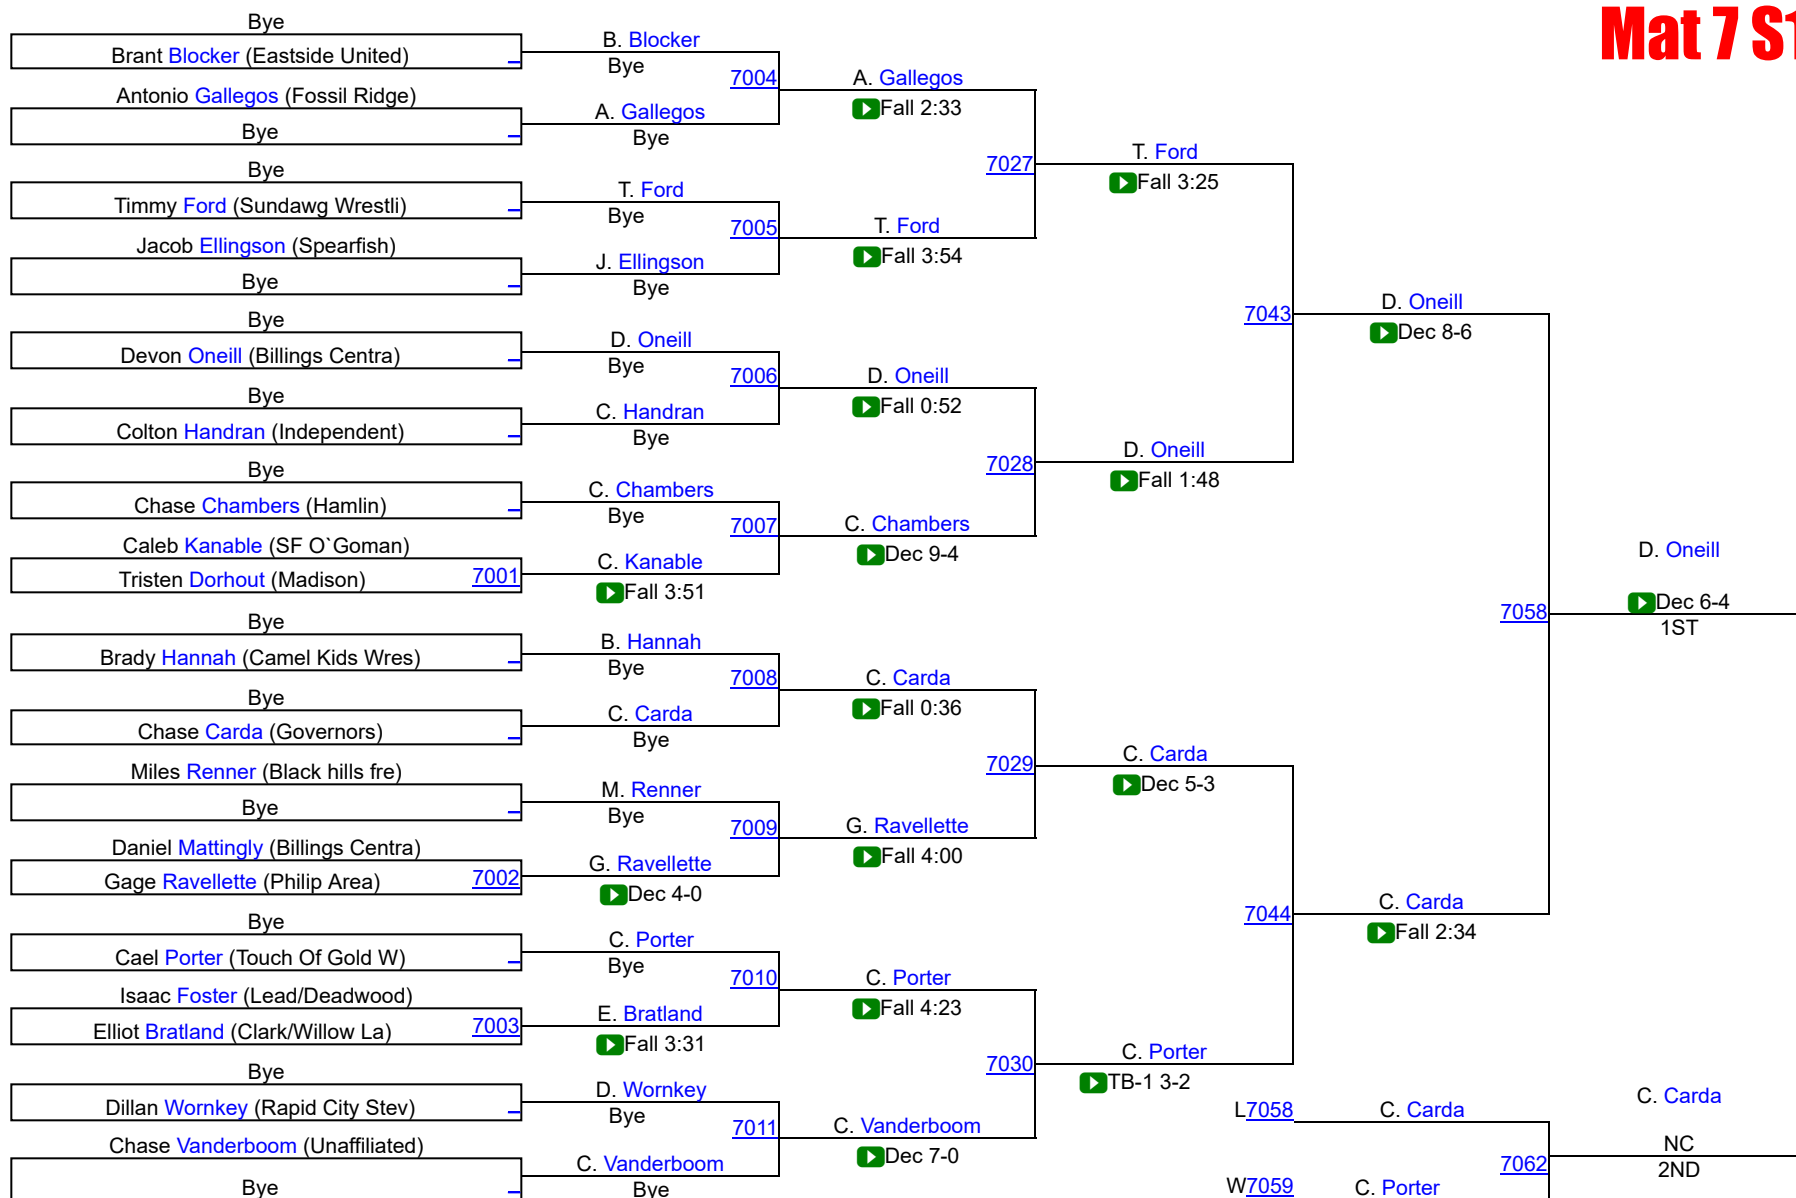 Mat 7 S1
Bye
Brant Blocker (Eastside United)
Antonio Gallegos (Fossil Ridge)
Bye
Bye
Timmy Ford (Sundawg Wrestli)
Jacob Ellingson (Spearfish)
Bye
Bye
Devon Oneill (Billings Centra)
Bye
Colton Handran (Independent)
Bye
Chase Chambers (Hamlin)
Caleb Kanable (SF O`Goman)
Tristen Dorhout (Madison) 7001
Bye
Brady Hannah (Camel Kids Wres)
Bye
Chase Carda (Governors)
Miles Renner (Black hills fre)
Bye
Daniel Mattingly (Billings Centra)
Gage Ravellette (Philip Area) 7002
Bye
Cael Porter (Touch Of Gold W)
Isaac Foster (Lead/Deadwood)
Elliot Bratland (Clark/Willow La) 7003
Bye
Dillan Wornkey (Rapid City Stev)
Chase Vanderboom (Unaffiliated)
Bye
B. Blocker
Bye
7004
A. Gallegos
Bye
T. Ford
Bye
7005
J. Ellingson
Bye
D. Oneill
Bye
7006
C. Handran
Bye
C. Chambers
Bye
7007
C. Kanable
Fall 3:51
B. Hannah
Bye
7008
C. Carda
Bye
M. Renner
Bye
7009
G. Ravellette
Dec 4-0
C. Porter
Bye
7010
E. Bratland
Fall 3:31
D. Wornkey
Bye
7011
C. Vanderboom
Bye
A. Gallegos
Fall 2:33
7027
T. Ford
Fall 3:54
D. Oneill
Fall 0:52
7028
C. Chambers
Dec 9-4
C. Carda
Fall 0:36
7029
G. Ravellette
Fall 4:00
C. Porter
Fall 4:23
7030
C. Vanderboom
Dec 7-0
T. Ford
Fall 3:25
7043
D. Oneill
Fall 1:48
C. Carda
Dec 5-3
7044
C. Porter
TB-1 3-2
D. Oneill
Dec 8-6
7058
C. Carda
Fall 2:34
D. Oneill
Dec 6-4
1ST
L7058 C. Carda
7062
W7059 C. Porter
C. Carda
NC
2ND